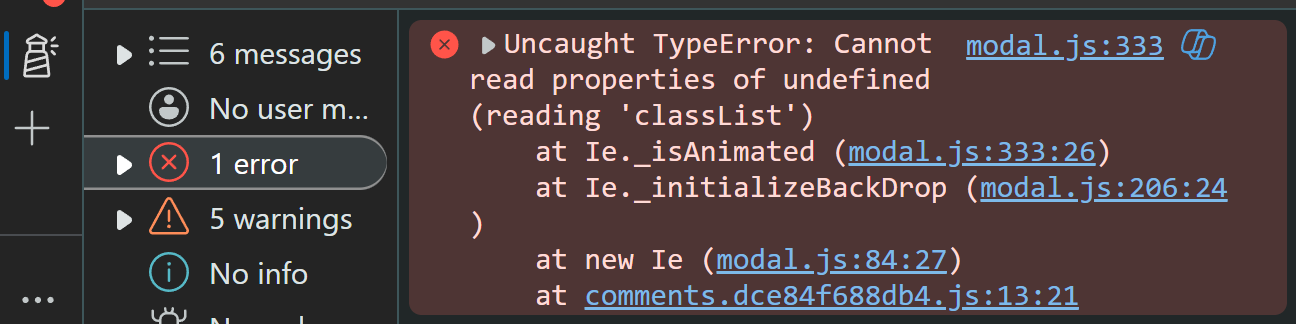 6 messages
No user m...
1 error
5 warnings
No info
Uncaught TypeError: Cannot modal.js:333
read properties of undefined
(reading 'classList')
at Ie._isAnimated (modal.js:333:26)
at Ie._initializeBackDrop (modal.js:206:24
)
at new Ie (modal.js:84:27)
at comments.dce84f688db4.js:13:21